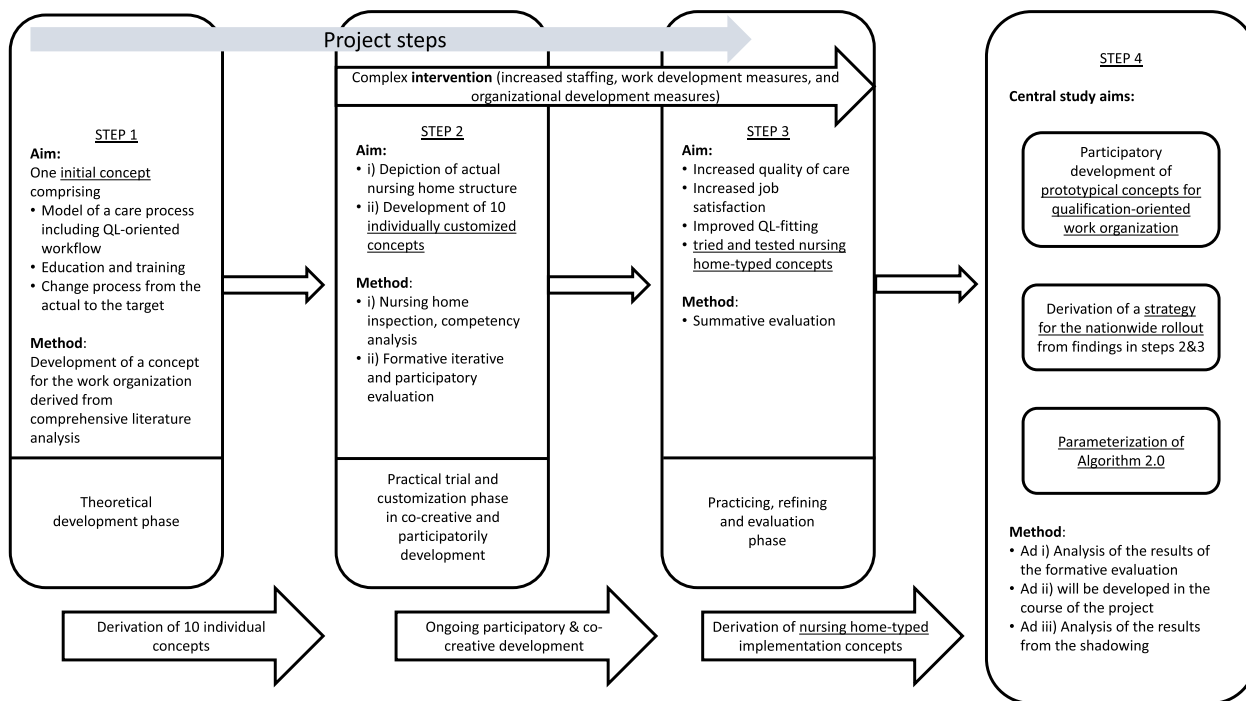 Project steps
Complex intervention (increased staffing, work development measures, and
organizational development measures)
STEP 1
Aim:
One initial concept
comprising
• Model of a care process
including QL-oriented
workflow
• Education and training
• Change process from the
actual to the target
Method:
Development of a concept
for the work organization
derived from
comprehensive literature
analysis
Theoretical
development phase
STEP 2
Aim:
• i) Depiction of actual
nursing home structure
• ii) Development of 10
individually customized
concepts
Method:
• i) Nursing home
inspection, competency
analysis
• ii) Formative iterative
and participatory
evaluation
Practical trial and
customization phase
in co-creative and
participatorily
development
STEP 3
Aim:
• Increased quality of care
• Increased job
satisfaction
• Improved QL-fitting
• tried and tested nursing
home-typed concepts
Method:
• Summative evaluation
Practicing, refining
and evaluation
phase
STEP 4
Central study aims:
Participatory
development of
prototypical concepts for
qualification-oriented
work organization
Derivation of a strategy
for the nationwide rollout
from findings in steps 2&3
Parameterization of
Algorithm 2.0
Method:
• Ad i) Analysis of the results of
the formative evaluation
• Ad ii) will be developed in the
course of the project
• Ad iii) Analysis of the results
from the shadowing
Derivation of 10 individual
concepts
Ongoing participatory & co-
creative development
Derivation of nursing home-typed
implementation concepts